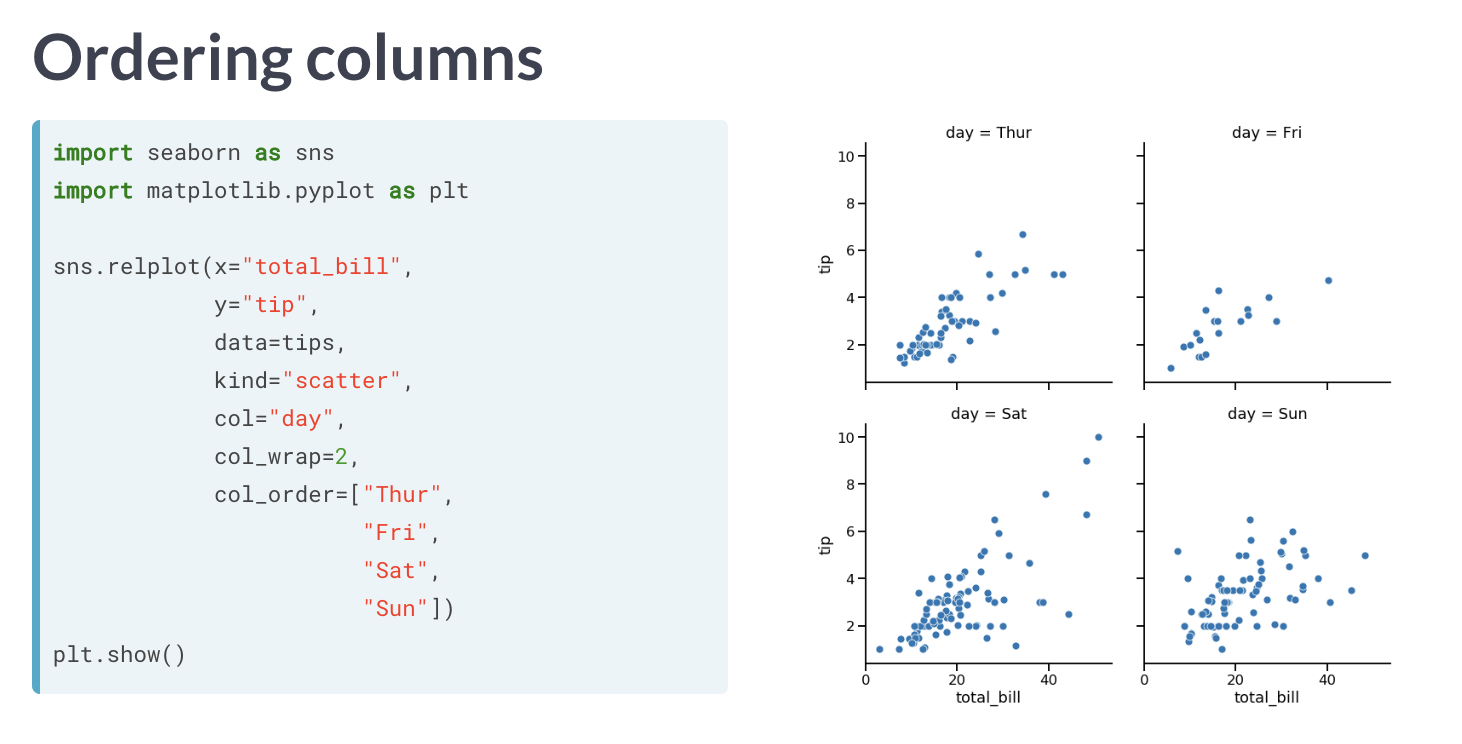 Ordering columns
import seaborn as sns
import matplotlib.pyplot as plt
sns.relplot(x="total_bill",
y="tip",
data=tips,
kind="scatter",
col="day",
col_wrap=2,
col_order=["Thur",
"Fri",
"Sat",
"Sun"])
plt.show()
day = Thur
day = Fri
10
8
6
4
2
tip
day = Sat
day = Sun
10
8
6
4
2
tip
0 20 40
0 20 40
total_bill
total_bill